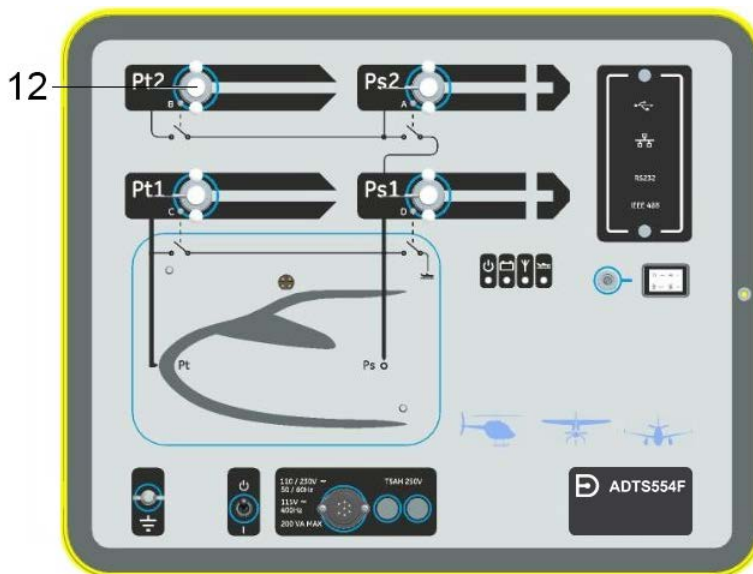 12
Pt2
B
Ps2
A
Pt1
C
Ps1
D
RS232
IEEE 488
Pt
Ps
110 / 230V ~
50 / 60Hz
115V ~
400Hz
200 VA MAX
T5AH 250V
I
ADTS554F